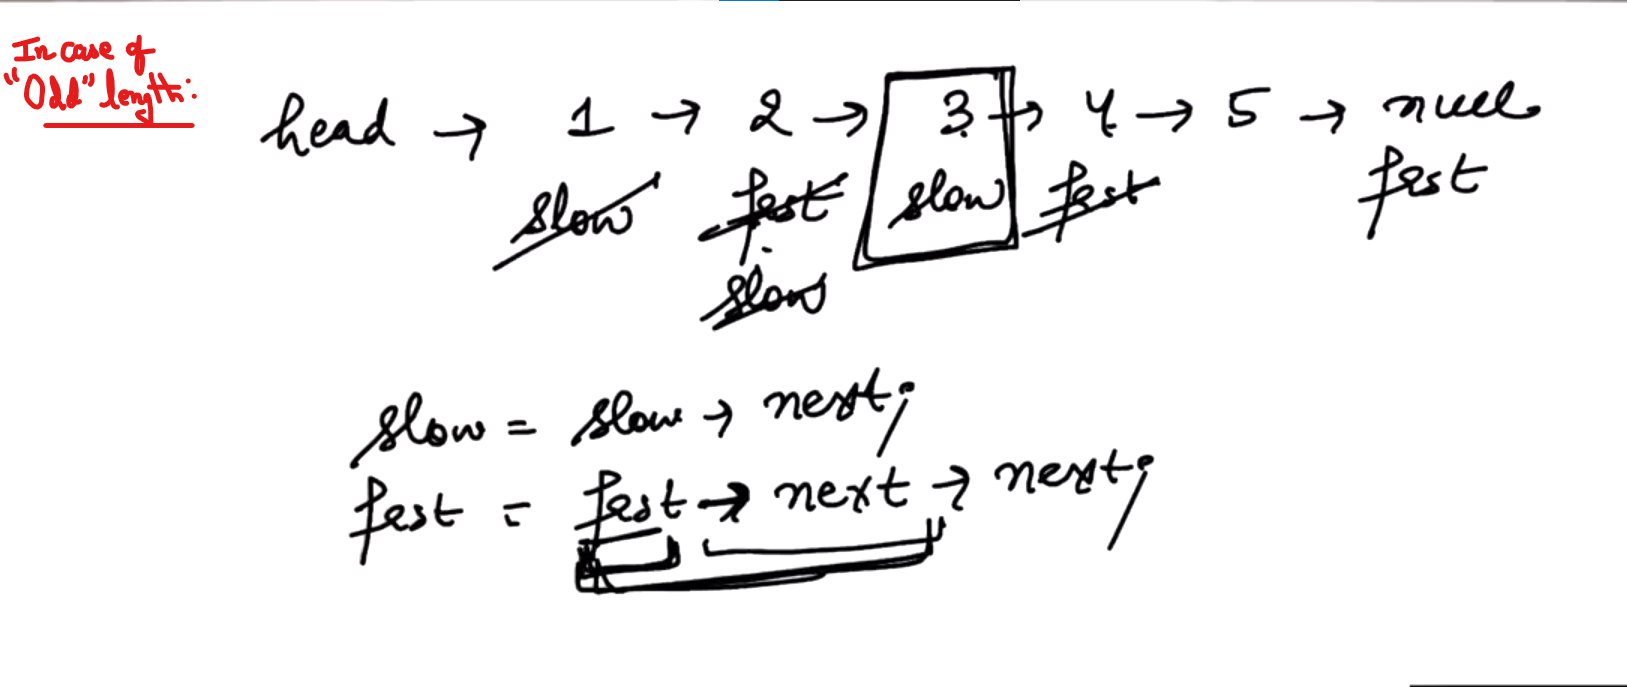 In case of
"Odd" length:
head → 1 → 2 → 3 → 4 → 5 → null
slow fast slow fast fast
slow
slow = slow → next;
fast = fast → next → next;